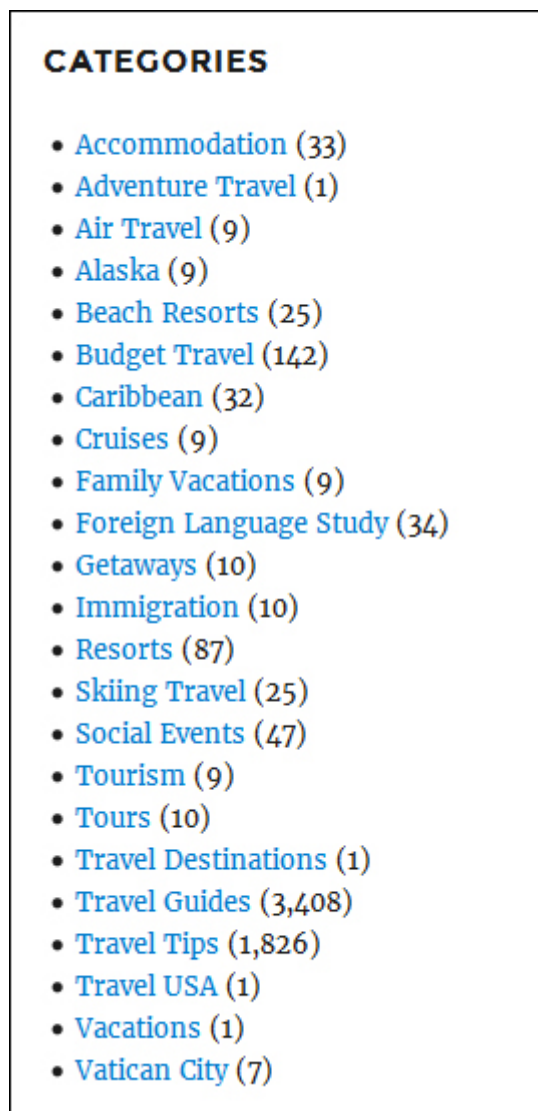 CATEGORIES
• Accommodation (33)
• Adventure Travel (1)
• Air Travel (9)
• Alaska (9)
• Beach Resorts (25)
• Budget Travel (142)
• Caribbean (32)
• Cruises (9)
• Family Vacations (9)
• Foreign Language Study (34)
• Getaways (10)
• Immigration (10)
• Resorts (87)
• Skiing Travel (25)
• Social Events (47)
• Tourism (9)
• Tours (10)
• Travel Destinations (1)
• Travel Guides (3,408)
• Travel Tips (1,826)
• Travel USA (1)
• Vacations (1)
• Vatican City (7)